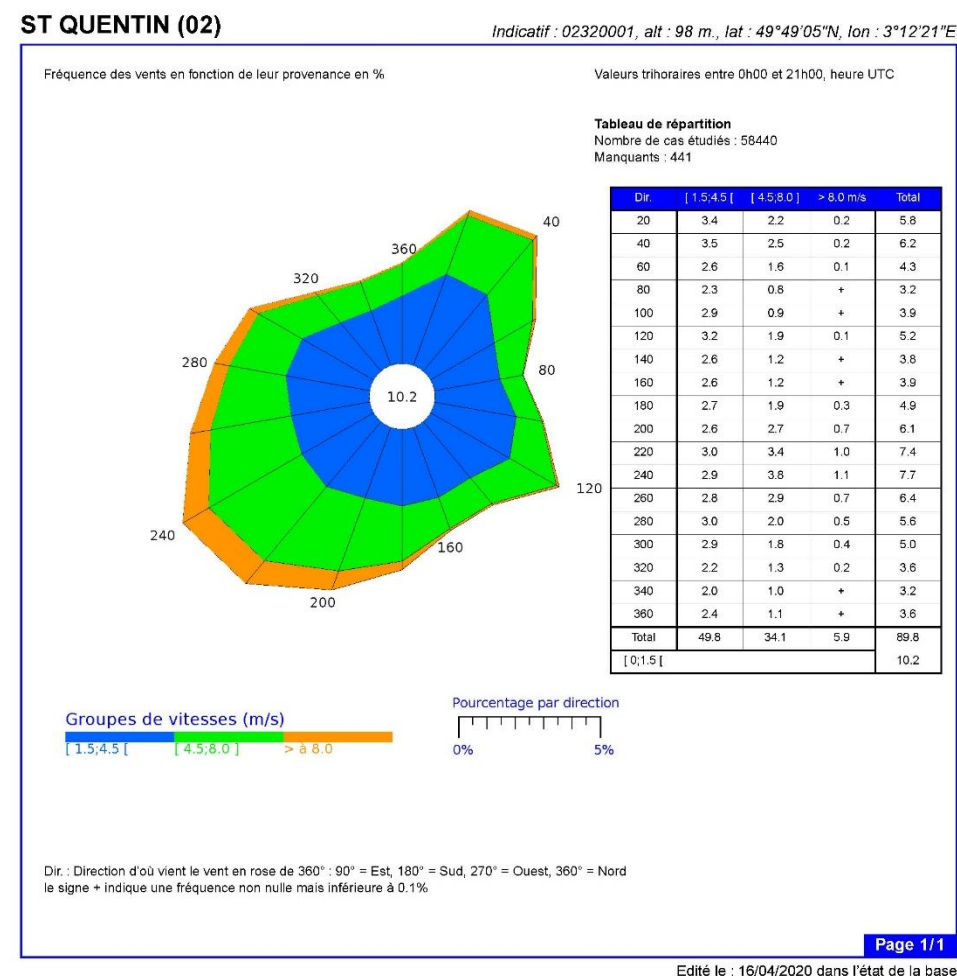 ST QUENTIN (02)
Indicatif : 02320001, alt : 98 m., lat : 49°49'05"N, lon : 3°12'21"E
Fréquence des vents en fonction de leur provenance en %
Valeurs trihoraires entre 0h00 et 21h00, heure UTC
Tableau de répartition
Nombre de cas étudiés : 58440
Manquants : 441
Dir. [ 1.5;4.5 [ [ 4.5;8.0 ] > 8.0 m/s Total
20 3.4 2.2 0.2 5.8
40 3.5 2.5 0.2 6.2
60 2.6 1.6 0.1 4.3
80 2.3 0.8 + 3.2
100 2.9 0.9 + 3.9
120 3.2 1.9 0.1 5.2
140 2.6 1.2 + 3.8
160 2.6 1.2 + 3.9
180 2.7 1.9 0.3 4.9
200 2.6 2.7 0.7 6.1
220 3.0 3.4 1.0 7.4
240 2.9 3.8 1.1 7.7
260 2.8 2.9 0.7 6.4
280 3.0 2.0 0.5 5.6
300 2.9 1.8 0.4 5.0
320 2.2 1.3 0.2 3.6
340 2.0 1.0 + 3.2
360 2.4 1.1 + 3.6
Total 49.8 34.1 5.9 89.8
[ 0;1.5 [ 10.2
40
360
320
280
80
10.2
120
240
160
200
Groupes de vitesses (m/s)
[ 1.5;4.5 [ [ 4.5;8.0 ] > à 8.0
Pourcentage par direction
0% 5%
Dir. : Direction d'où vient le vent en rose de 360° : 90° = Est, 180° = Sud, 270° = Ouest, 360° = Nord
le signe + indique une fréquence non nulle mais inférieure à 0.1%
Page 1/1
Edité le : 16/04/2020 dans l'état de la base